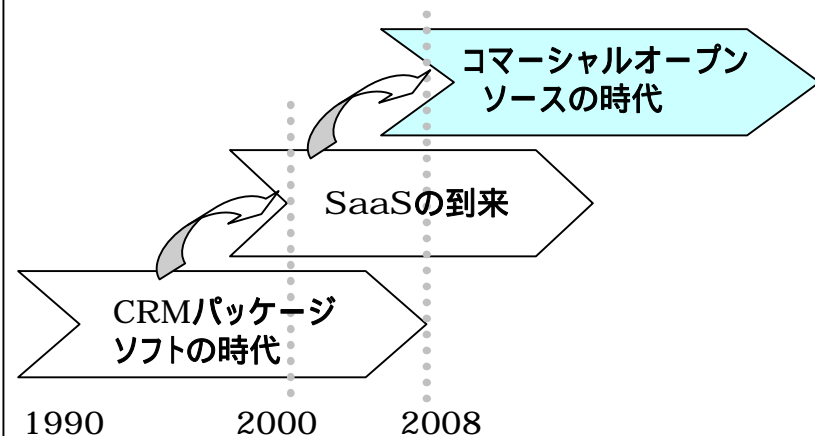 コマーシャルオープン
ソースの時代
SaaSの到来
CRMパッケージ
ソフトの時代
1990 2000 2008